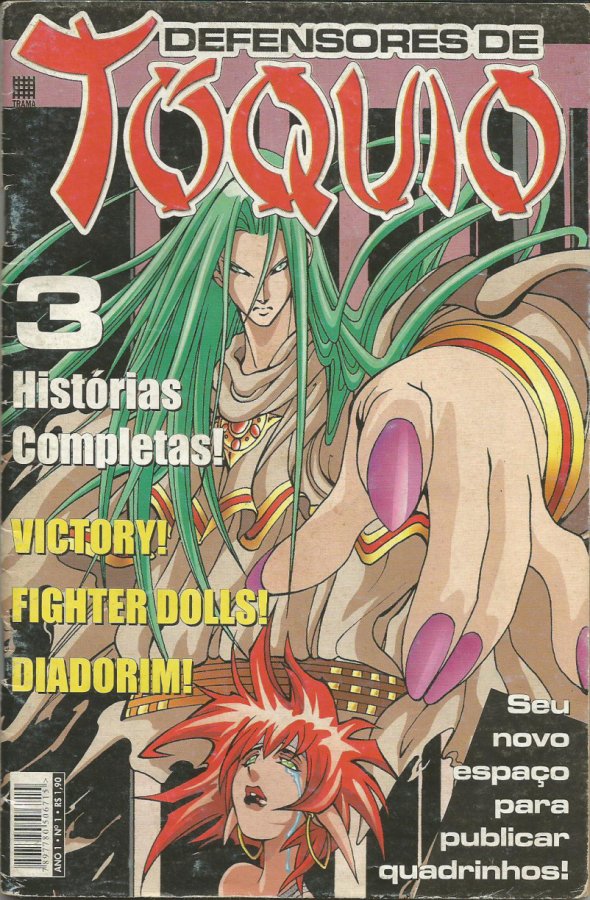 DEFENSORES DE
TÓQUIO
TRAMA
3
Histórias
Completas!
VICTORY!
FIGHTER DOLLS!
DIADORIM!
Seu
novo
espaço
para
publicar
quadrinhos!
ANO 1 • Nº 1 • R$ 1,90